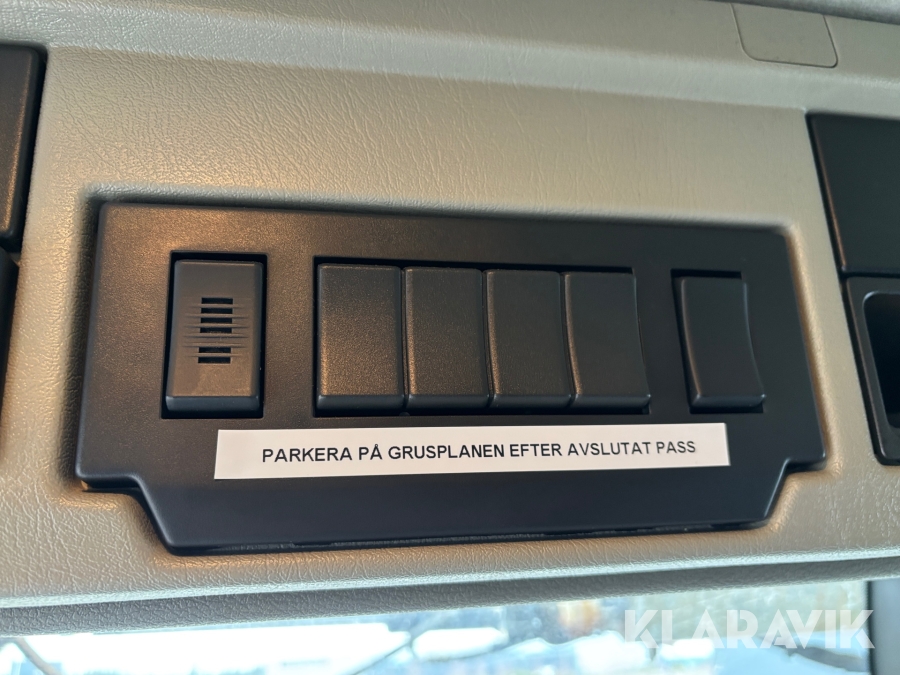 PARKERA PÅ GRUSPLANEN EFTER AVSLUTAT PASS
KLARAVIK